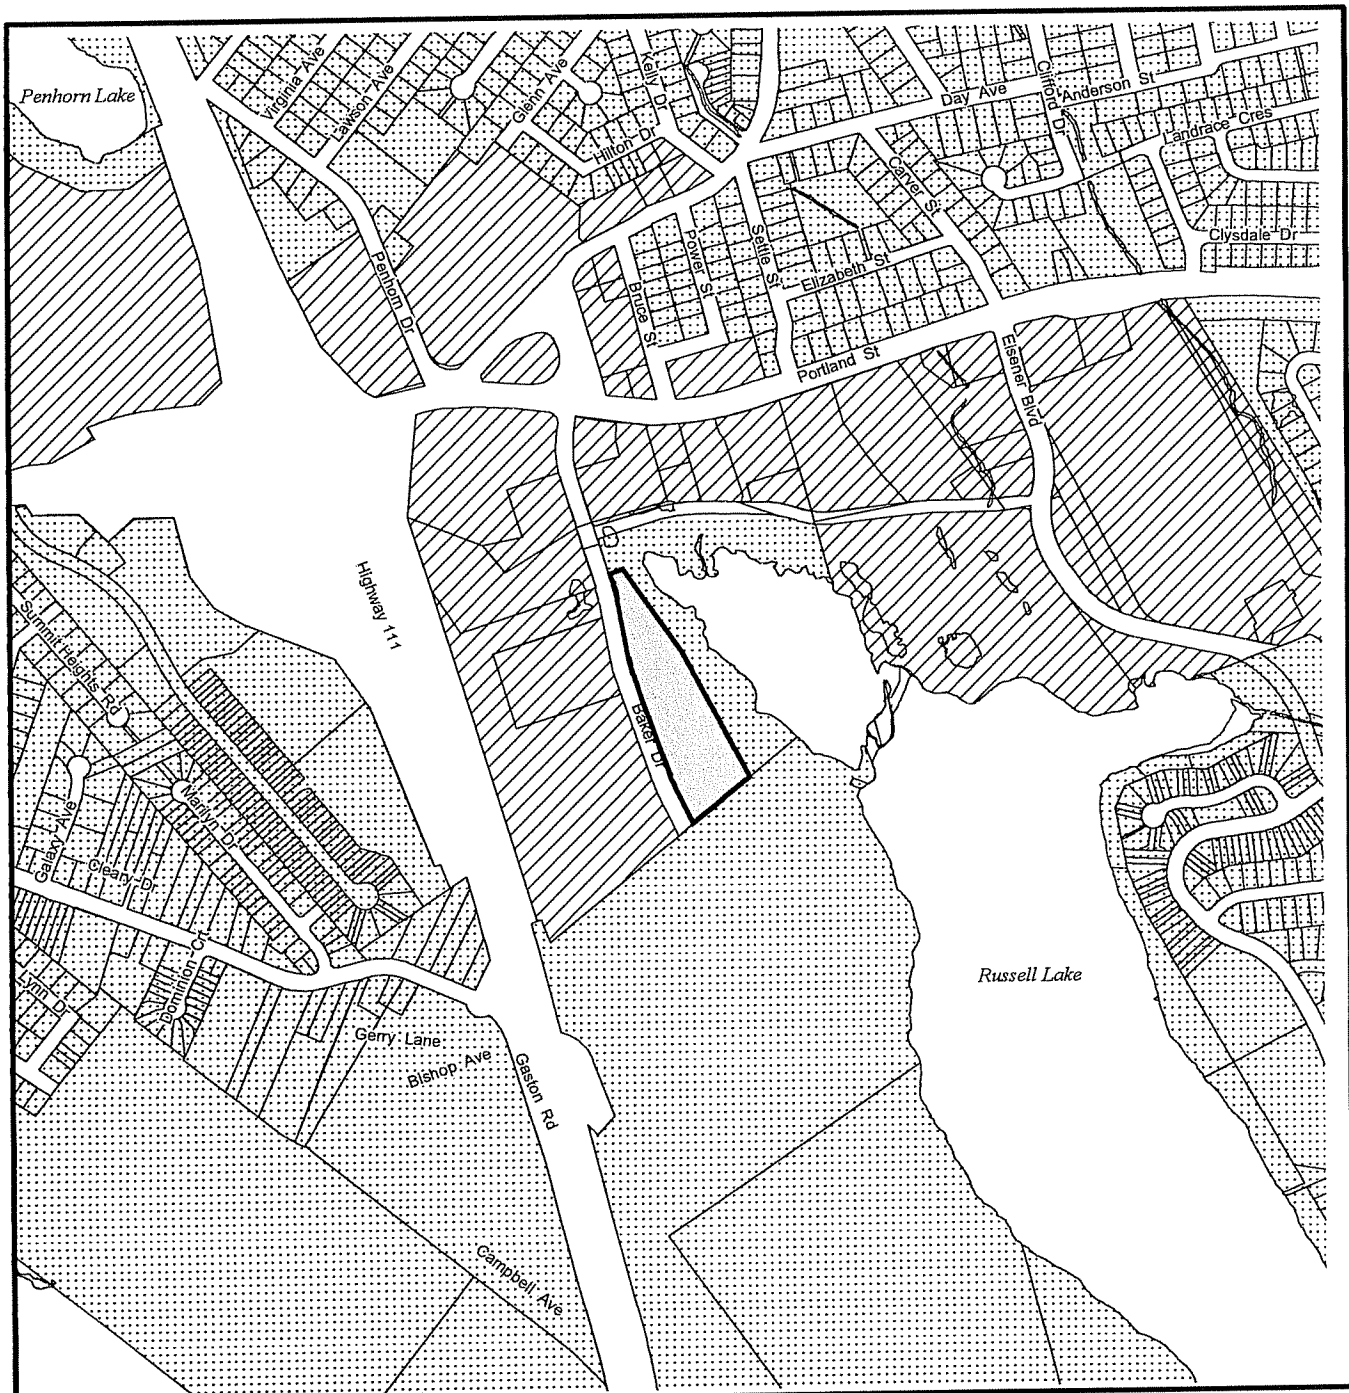 Penhorn Lake
Virginia Ave
Lawson Ave
Glenn Ave
Kelly Dr
Hilton Dr
Day Ave
Clifford Dr
Anderson St
Landrace Cres
Carver St
Clysdale Dr
Penhorn Dr
Bruce St
Power St
Settle St
Elizabeth St
Portland St
Eisener Blvd
Highway 111
Summit Heights Rd
Baker Dr
Galaxy Ave
Marilyn Dr
Cleary Dr
Lynn Dr
Dominion Crt
Russell Lake
Gerry Lane
Bishop Ave
Gaston Rd
Campbell Ave